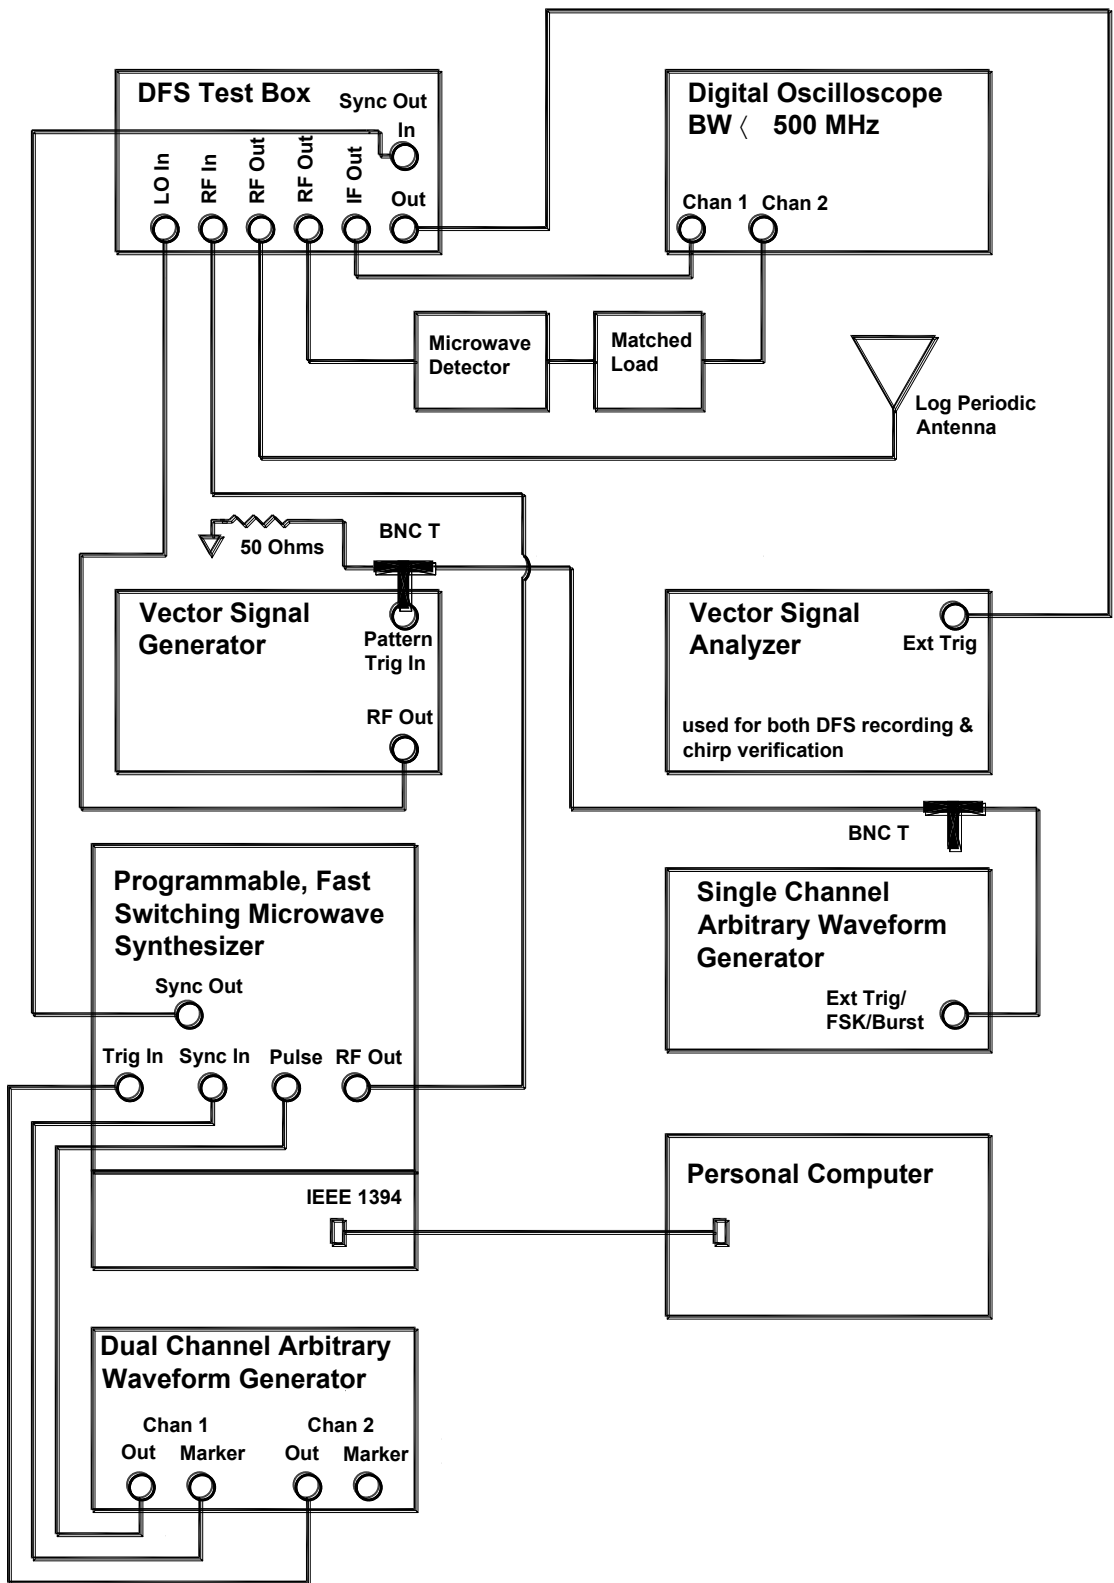 DFS Test Box
Sync Out
In
LO In
RF In
RF Out
RF Out
IF Out
Out
Digital Oscilloscope
BW 〈 500 MHz
Chan 1
Chan 2
Microwave
Detector
Matched
Load
Log Periodic
Antenna
BNC T
50 Ohms
Vector Signal
Generator
Pattern
Trig In
RF Out
Vector Signal
Analyzer
Ext Trig
used for both DFS recording &
chirp verification
BNC T
Programmable, Fast
Switching Microwave
Synthesizer
Sync Out
Trig In
Sync In
Pulse
RF Out
IEEE 1394
Single Channel
Arbitrary Waveform
Generator
Ext Trig/
FSK/Burst
Personal Computer
Dual Channel Arbitrary
Waveform Generator
Chan 1
Chan 2
Out
Marker
Out
Marker